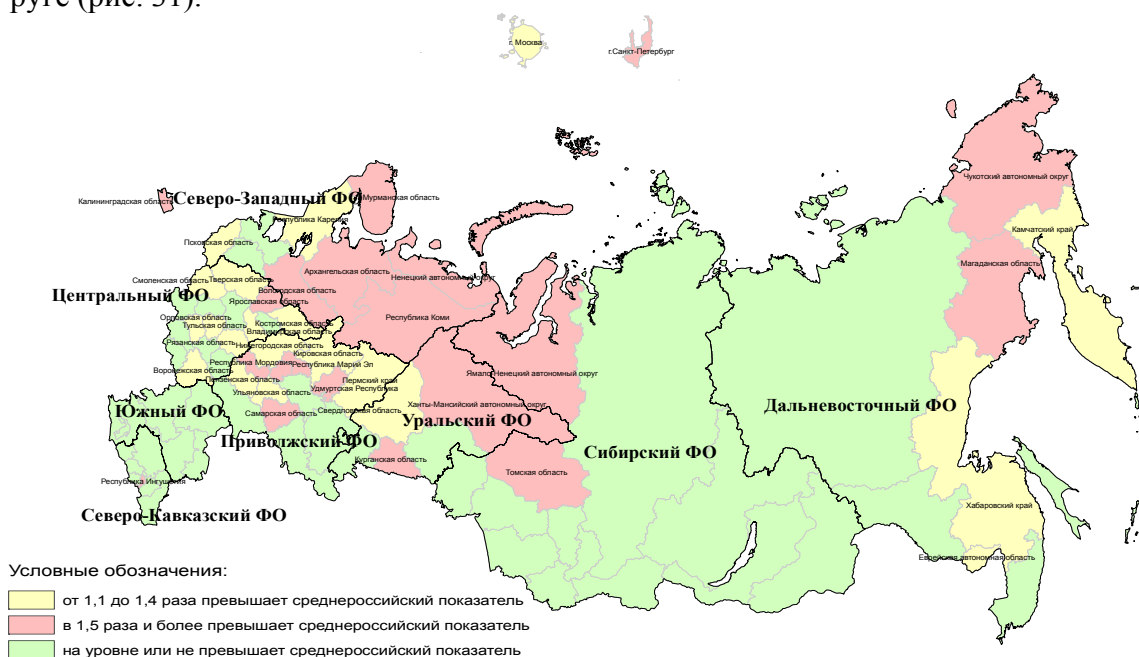 руге (рис. 31).
г. Москва
г.Санкт-Петербург
Чукотский автономный округ
Калининградская область
Северо-Западный ФО
Мурманская область
Республика Карелия
Камчатский край
Псковская область
Магаданская область
Архангельская область
Ненецкий автономный округ
Смоленская область
Тверская область
Центральный ФО
Вологодская область
Ярославская область
Республика Коми
Орловская область
Тульская область
Костромская область
Владимирская область
Рязанская область
Нижегородская область
Кировская область
Республика Мордовия
Республика Марий Эл
Воронежская область
Ямало-Ненецкий автономный округ
Пензенская область
Пермский край
Удмуртская Республика
Ульяновская область
Ханты-Мансийский автономный округ
Дальневосточный ФО
Южный ФО
Самарская область
Свердловская область
Уральский ФО
Приволжский ФО
Сибирский ФО
Курганская область
Томская область
Республика Ингушетия
Хабаровский край
Северо-Кавказский ФО
Еврейская автономная область
Условные обозначения:
от 1,1 до 1,4 раза превышает среднероссийский показатель
в 1,5 раза и более превышает среднероссийский показатель
на уровне или не превышает среднероссийский показатель